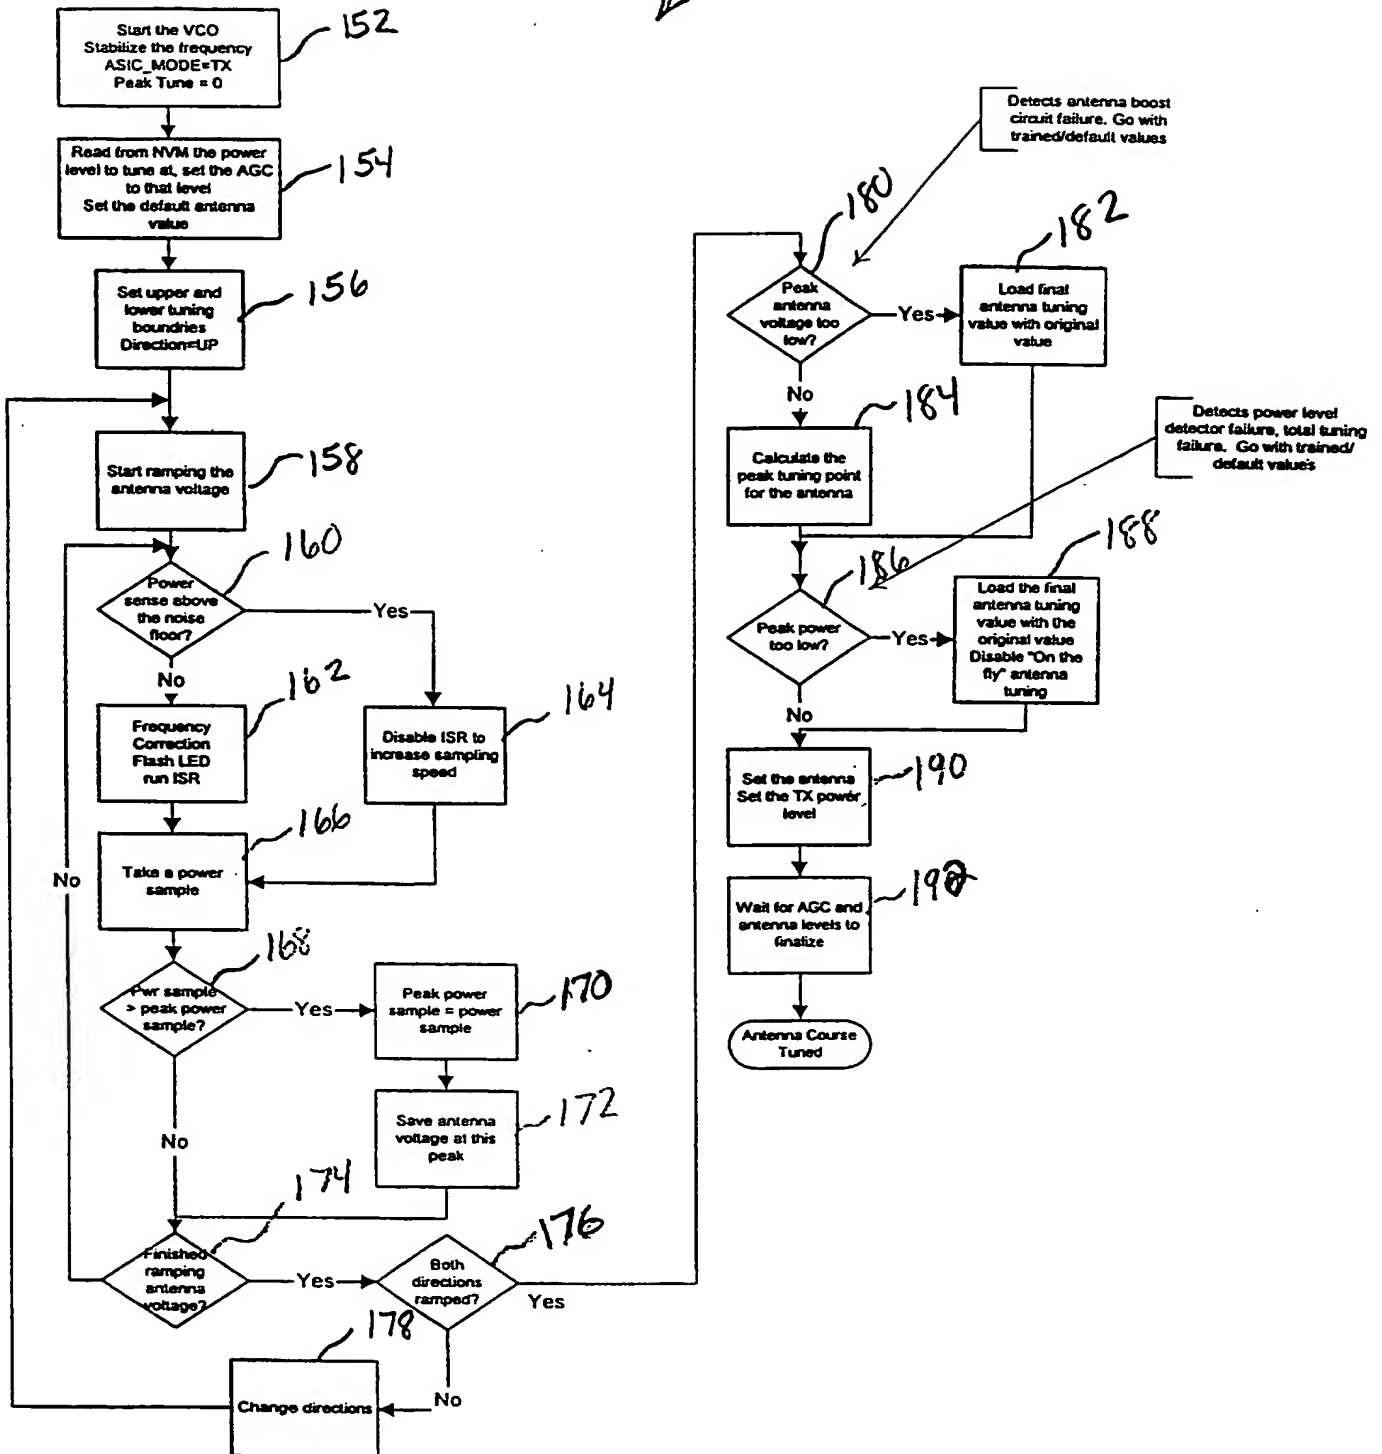 Start the VCO
Stabilize the frequency
ASIC_MODE=TX
Peak Tune = 0
152
Read from NVM the power
level to tune at, set the AGC
to that level
Set the default antenna
value
154
Set upper and
lower tuning
boundries
Direction=UP
156
Start ramping the
antenna voltage
158
Power
sense above
the noise
floor?
160
Yes
No
Frequency
Correction
Flash LED
run ISR
162
Disable ISR to
increase sampling
speed
164
Take a power
sample
166
No
Pwr sample
> peak power
sample?
168
Yes
Peak power
sample = power
sample
170
Save antenna
voltage at this
peak
172
No
Finished
ramping
antenna
voltage?
174
Yes
Both
directions
ramped?
176
Yes
No
Change directions
178
Detects antenna boost
circuit failure. Go with
trained/default values
Peak
antenna
voltage too
low?
180
Yes
Load final
antenna tuning
value with original
value
182
No
Calculate the
peak tuning point
for the antenna
184
Detects power level
detector failure, total tuning
failure. Go with trained/
default values
Peak power
too low?
186
Yes
Load the final
antenna tuning
value with the
original value
Disable "On the
fly" antenna
tuning
188
No
Set the antenna
Set the TX power
level
190
Wait for AGC and
antenna levels to
finalize
192
Antenna Course
Tuned